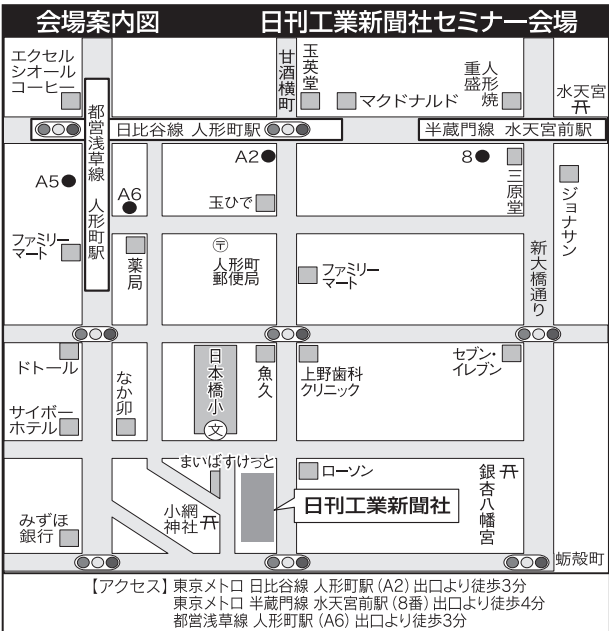 会場案内図 日刊工業新聞社セミナー会場
エクセル
シオール
コーヒー
甘酒横町
玉英堂
マクドナルド
人形焼
重盛
水天宮
都営浅草線 人形町駅
日比谷線 人形町駅
半蔵門線 水天宮前駅
A5
A6
A2
8
三原堂
ジョナサン
玉ひで
ファミリー
マート
薬局
〒
人形町
郵便局
ファミリー
マート
新大橋通り
ドトール
なか卯
日本橋小
文
魚久
上野歯科
クリニック
セブン・
イレブン
サイボー
ホテル
まいばすけっと
ローソン
銀杏八幡宮
日刊工業新聞社
小網
神社
みずほ
銀行
蛎殻町
【アクセス】東京メトロ 日比谷線 人形町駅(A2)出口より徒歩3分
東京メトロ 半蔵門線 水天宮前駅(8番)出口より徒歩4分
都営浅草線 人形町駅(A6)出口より徒歩3分